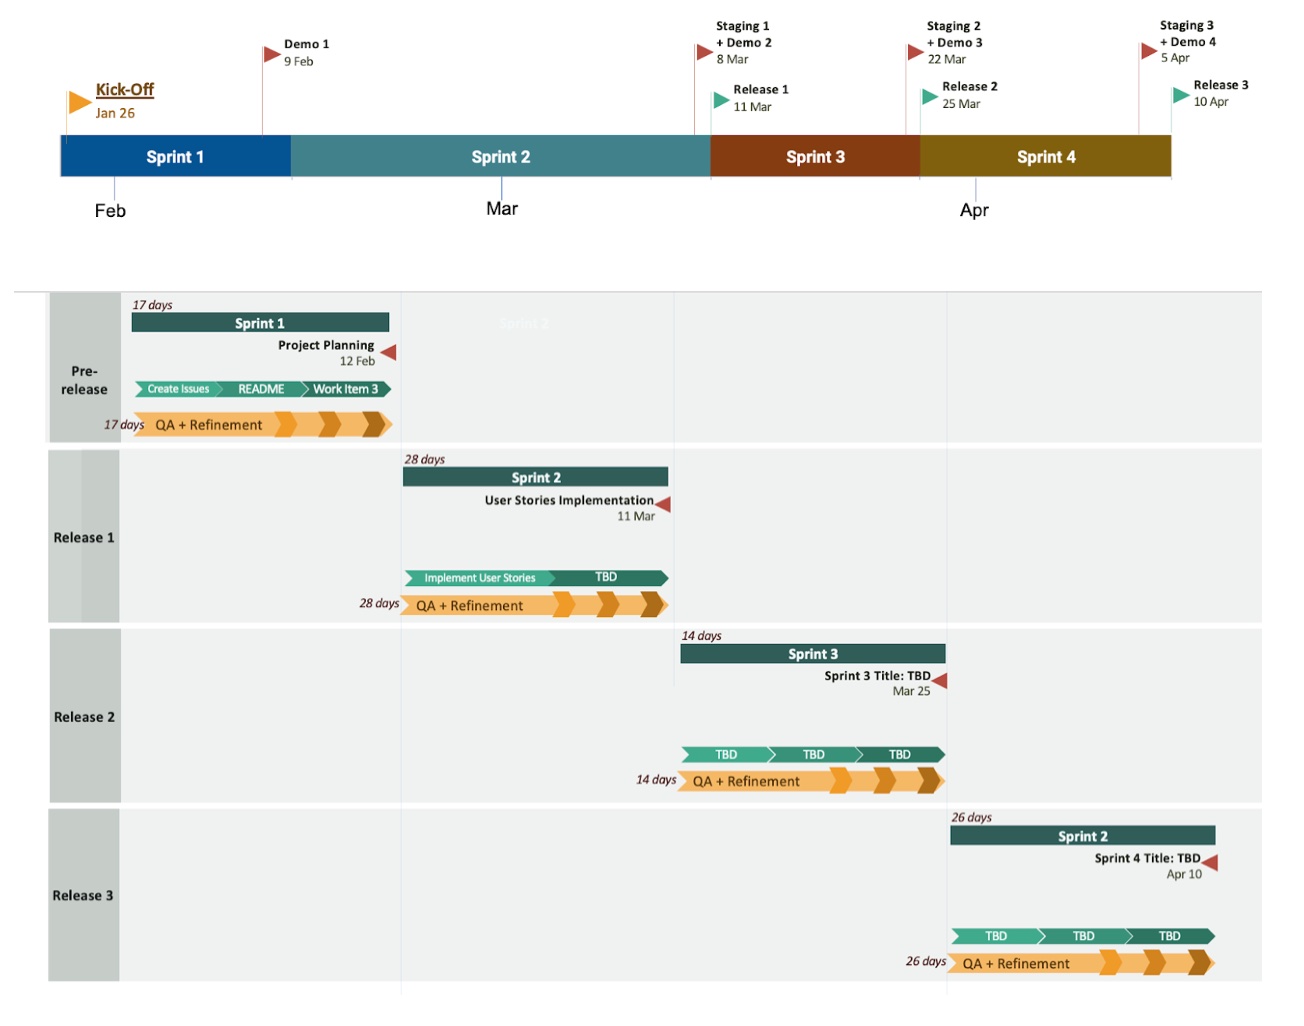 Staging 1
+ Demo 2
8 Mar
Staging 2
+ Demo 3
22 Mar
Staging 3
+ Demo 4
5 Apr
Demo 1
9 Feb
Kick-Off
Jan 26
Release 1
11 Mar
Release 2
25 Mar
Release 3
10 Apr
Sprint 1
Sprint 2
Sprint 3
Sprint 4
Feb
Mar
Apr
Pre-
release
17 days
Sprint 1
Sprint 2
Project Planning
12 Feb
Create Issues
README
Work Item 3
17 days
QA + Refinement
Release 1
28 days
Sprint 2
User Stories Implementation
11 Mar
Implement User Stories
TBD
28 days
QA + Refinement
Release 2
14 days
Sprint 3
Sprint 3 Title: TBD
Mar 25
TBD
TBD
TBD
14 days
QA + Refinement
Release 3
26 days
Sprint 2
Sprint 4 Title: TBD
Apr 10
TBD
TBD
TBD
26 days
QA + Refinement